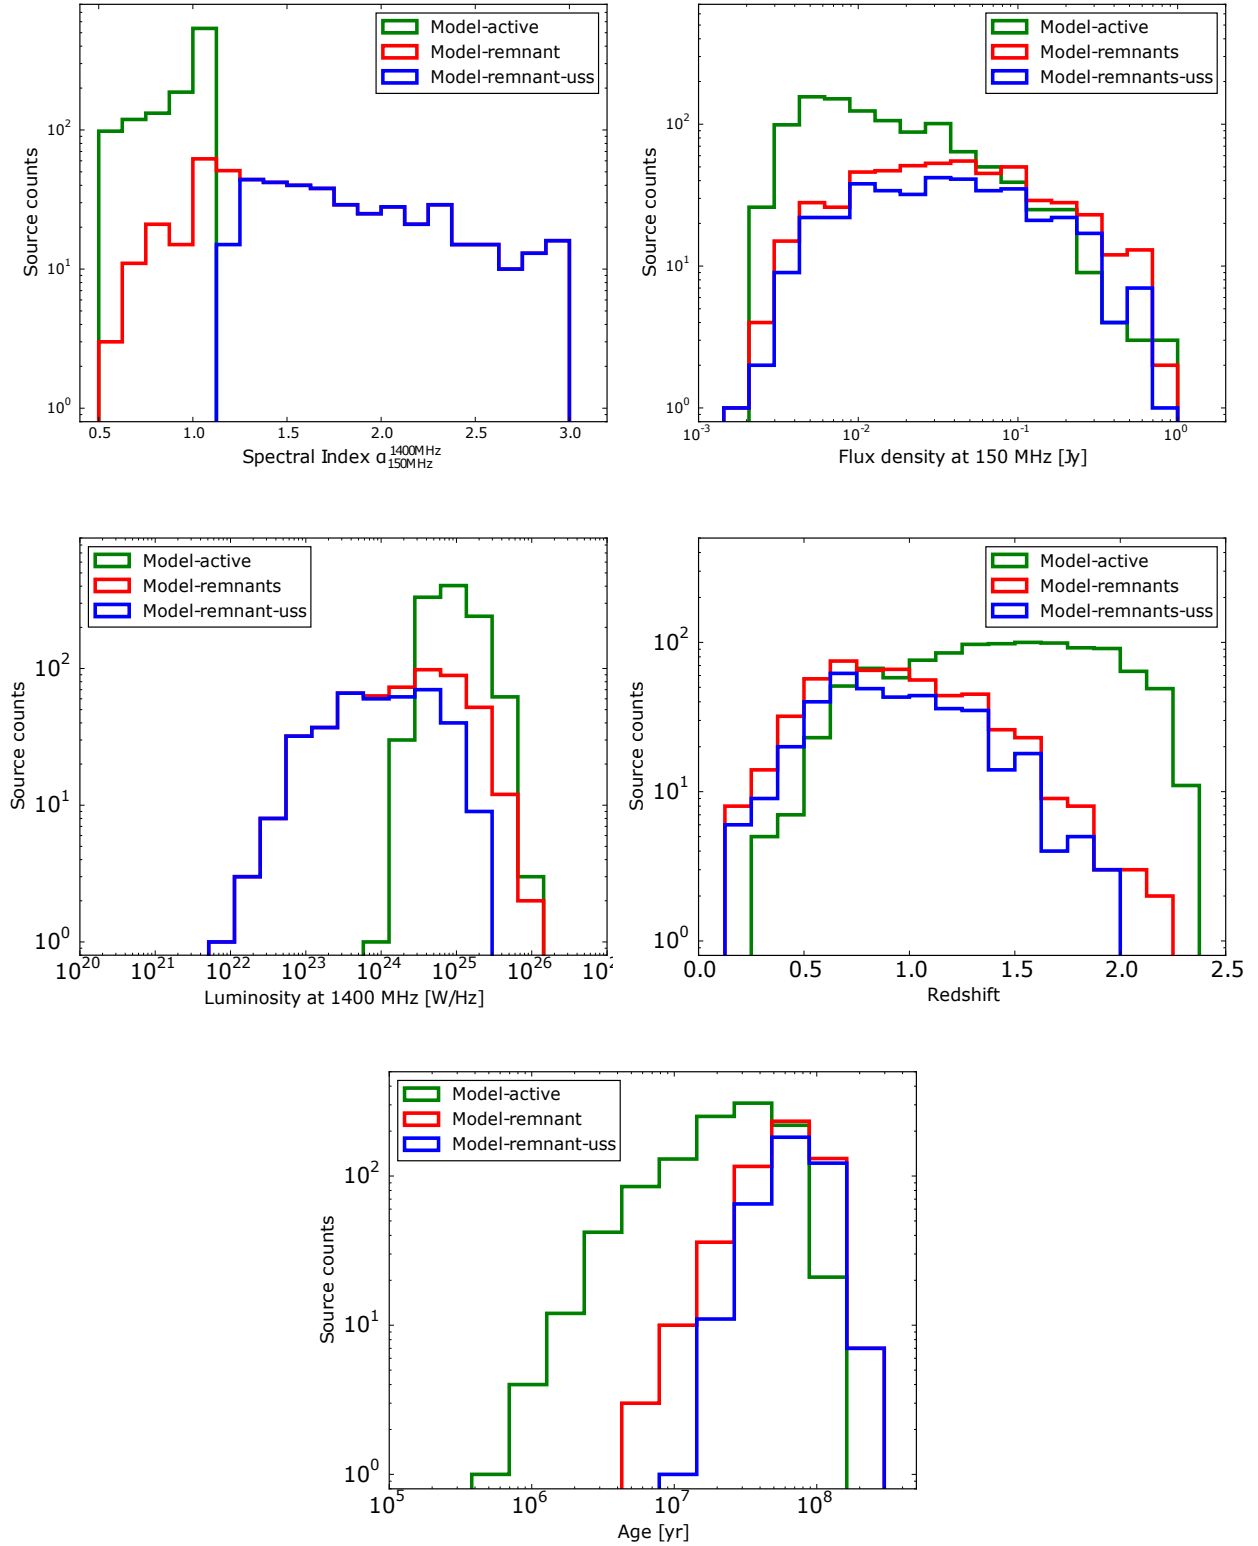 Model-active
Model-remnant
Model-remnant-uss
10^2
10^1
10^0
Source counts
0.5 1.0 1.5 2.0 2.5 3.0
Spectral Index α_{150MHz}^{1400MHz}
Model-active
Model-remnants
Model-remnants-uss
10^2
10^1
10^0
Source counts
10^-3 10^-2 10^-1 10^0
Flux density at 150 MHz [Jy]
Model-active
Model-remnants
Model-remnant-uss
10^2
10^1
10^0
Source counts
10^20 10^21 10^22 10^23 10^24 10^25 10^26
Luminosity at 1400 MHz [W/Hz]
Model-active
Model-remnants
Model-remnants-uss
10^2
10^1
10^0
Source counts
0.0 0.5 1.0 1.5 2.0 2.5
Redshift
Model-active
Model-remnant
Model-remnant-uss
10^2
10^1
10^0
Source counts
10^5 10^6 10^7 10^8
Age [yr]